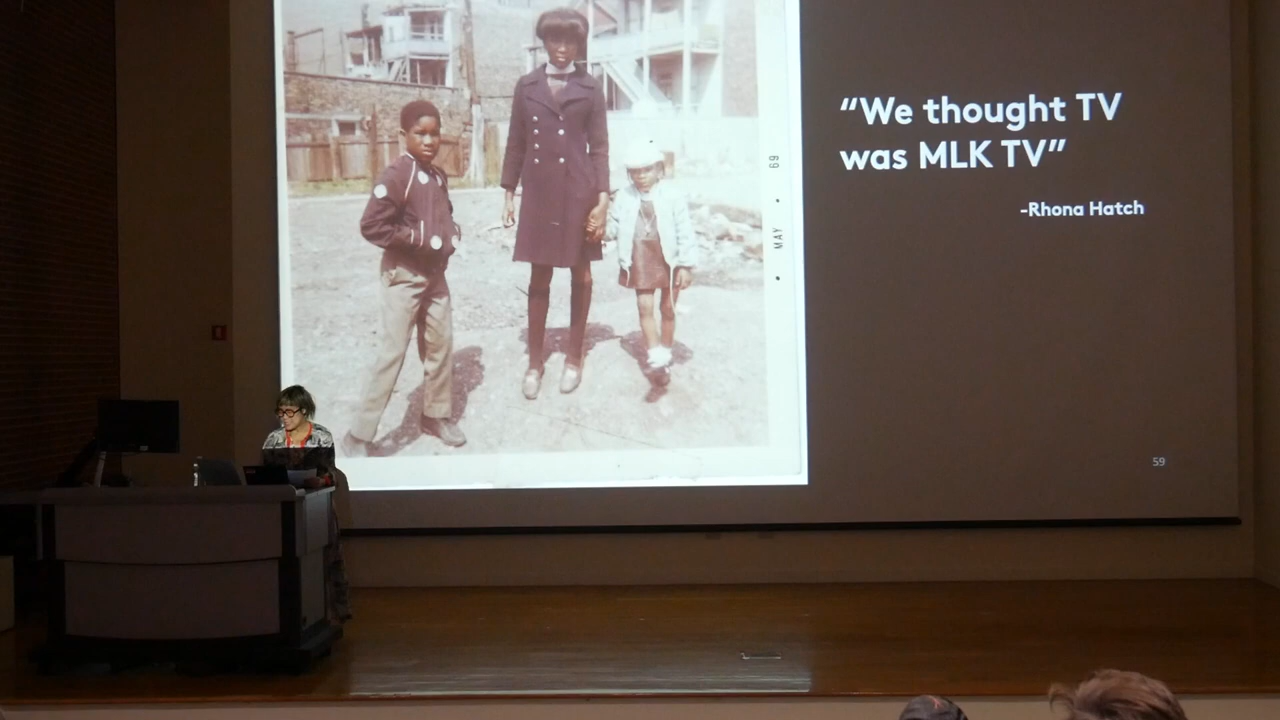 “We thought TV
was MLK TV”
-Rhona Hatch
• MAY • 69
59